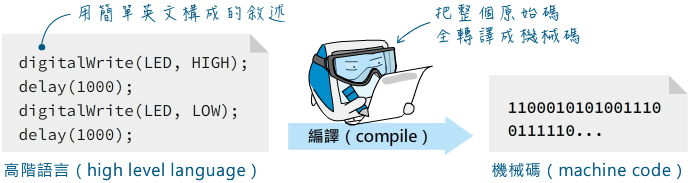 用簡單英文構成的敘述
把整個原始碼
全轉譯成機械碼
digitalWrite(LED, HIGH);
delay(1000);
digitalWrite(LED, LOW);
delay(1000);
編譯（compile）
1100010101001110
0111110...
高階語言（high level language）
機械碼（machine code）